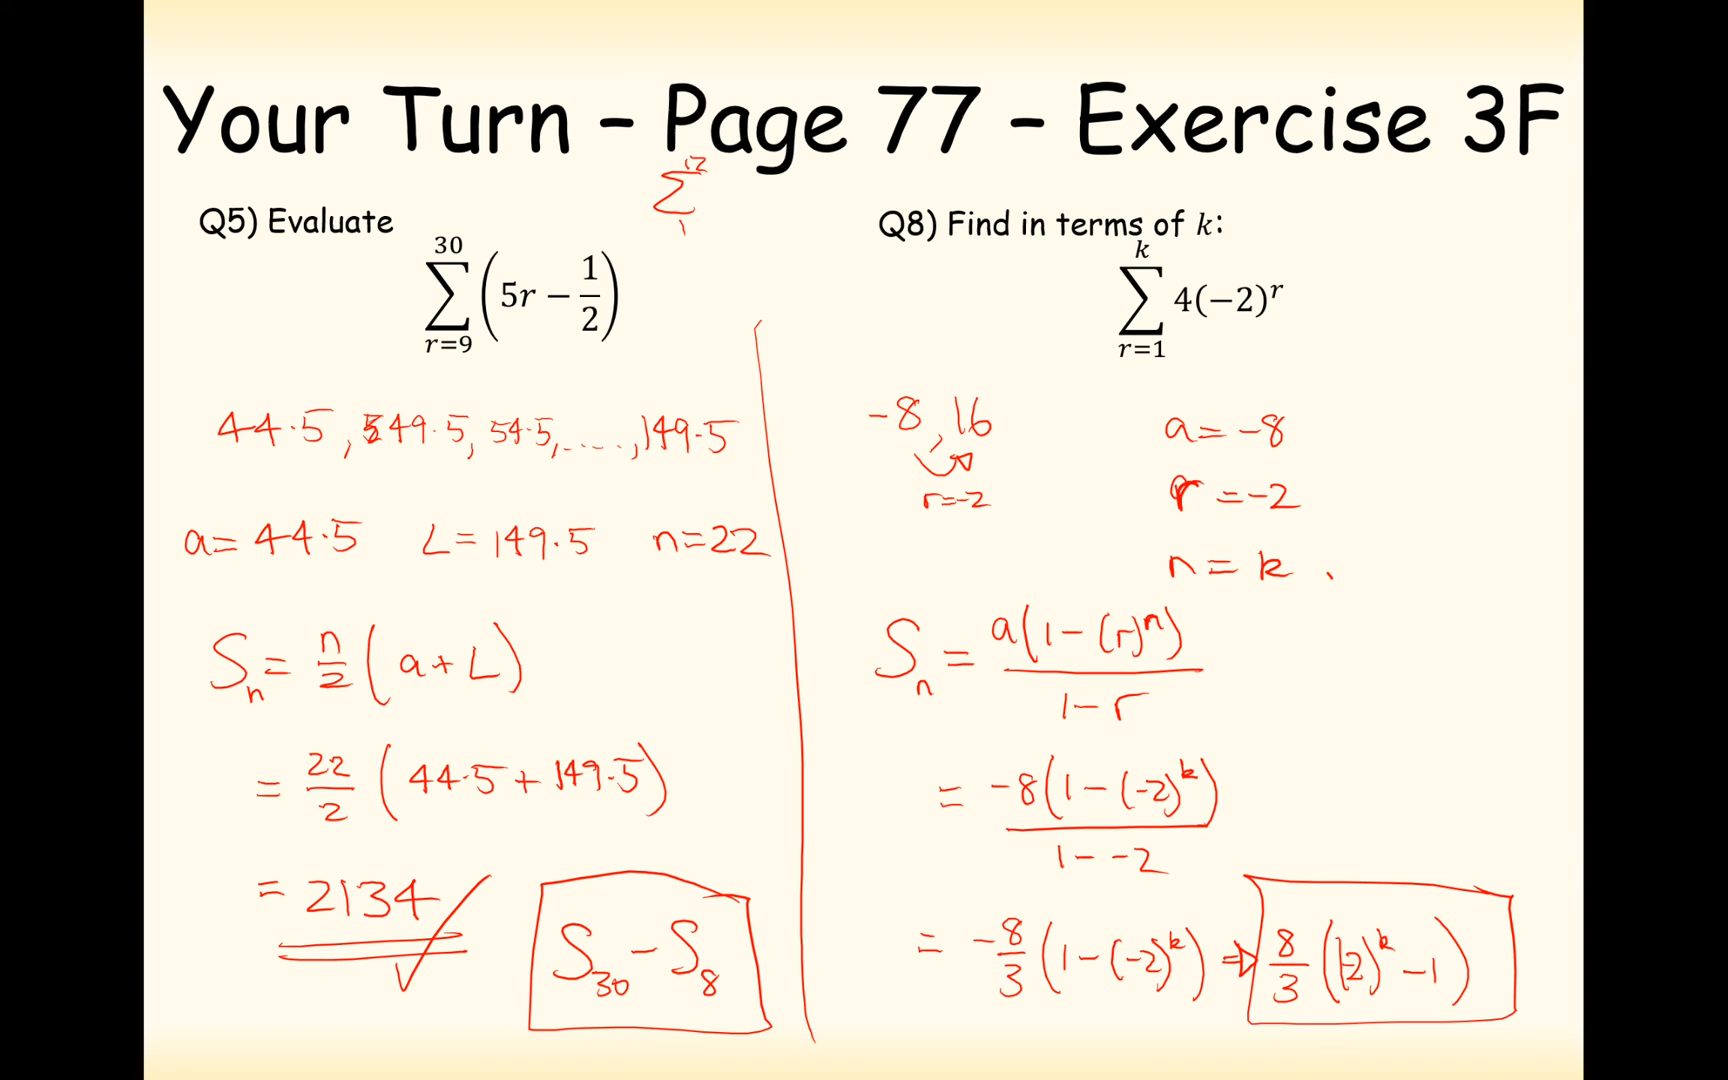 Your Turn – Page 77 – Exercise 3F
12
∑
1
Q5) Evaluate
30
∑ (5r − 1/2)
r=9
44.5, 549.5, 54.5, ...., 149.5
a= 44.5 L= 149.5 n=22
Sn = n/2 (a+L)
= 22/2 (44.5+149.5)
= 2134 ✓
S30 − S8
Q8) Find in terms of k:
k
∑ 4(−2)^r
r=1
-8, 16
r=-2
a= -8
r =-2
n = k .
Sn = a(1-(r)^n)/1-r
= -8(1-(-2)^k)/1--2
= -8/3 (1-(-2)^k) ⇒ 8/3 ((-2)^k -1)